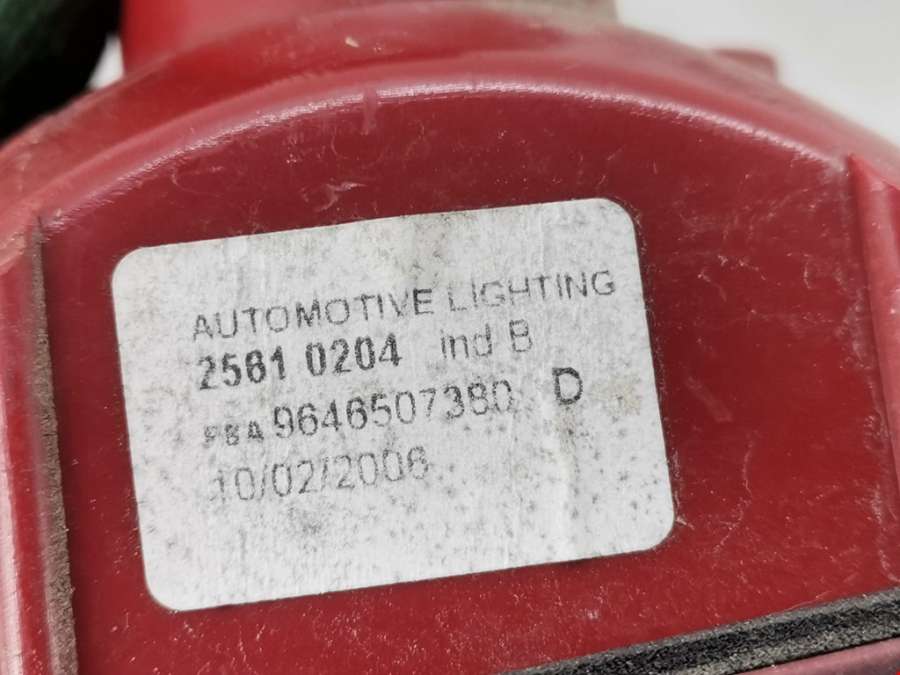 AUTOMOTIVE LIGHTING
2561 0204 ind B
PSA 9646507380 D
10/02/2006